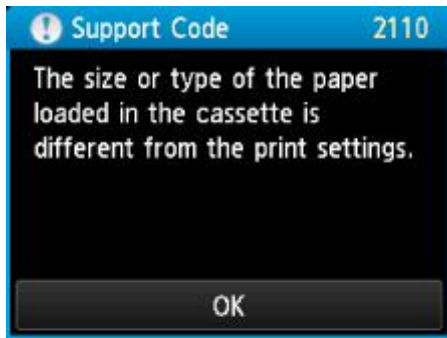 Support Code 2110
The size or type of the paper
loaded in the cassette is
different from the print settings.
OK